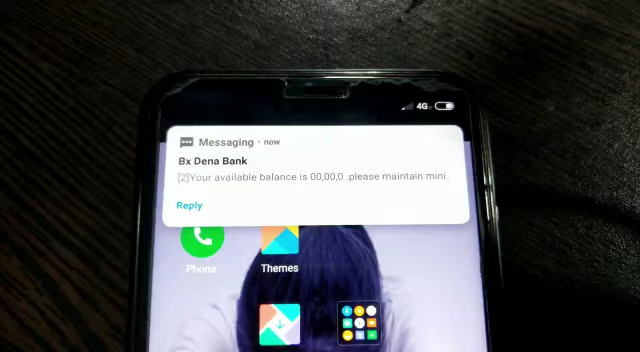 4G
Messagıng · now
Bx Dena Bank
[2]Your available balance is 00,00,0 .please maintain mini..
Reply
Phone
Themes